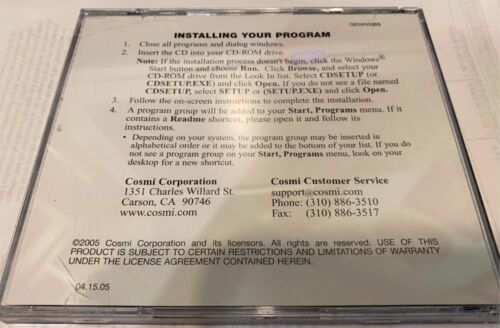 INSTALLING YOUR PROGRAM
1. Close all programs and dialog windows.
2. Insert the CD into your CD-ROM drive.
Note: If the installation process doesn't begin, click the Windows®
Start button and choose Run. Click Browse, and select your
CD-ROM drive from the Look In list. Select CDSETUP (or
CDSETUP.EXE) and click Open. If you do not see a file named
CDSETUP, select SETUP or (SETUP.EXE) and click Open.
3. Follow the on-screen instructions to complete the installation.
4. A program group will be added to your Start, Programs menu. If it
contains a Readme shortcut, please open it and follow its
instructions.
• Depending on your system, the program group may be inserted in
alphabetical order or it may be added to the bottom of your list. If you do
not see a program group on your Start, Programs menu, look on your
desktop for a new shortcut.
Cosmi Corporation
1351 Charles Willard St.
Carson, CA 90746
www.cosmi.com
Cosmi Customer Service
support@cosmi.com
Phone: (310) 886-3510
Fax: (310) 886-3517
©2005 Cosmi Corporation and its licensors. All rights are reserved. USE OF THIS
PRODUCT IS SUBJECT TO CERTAIN RESTRICTIONS AND LIMITATIONS OF WARRANTY
UNDER THE LICENSE AGREEMENT CONTAINED HEREIN.
04.15.05